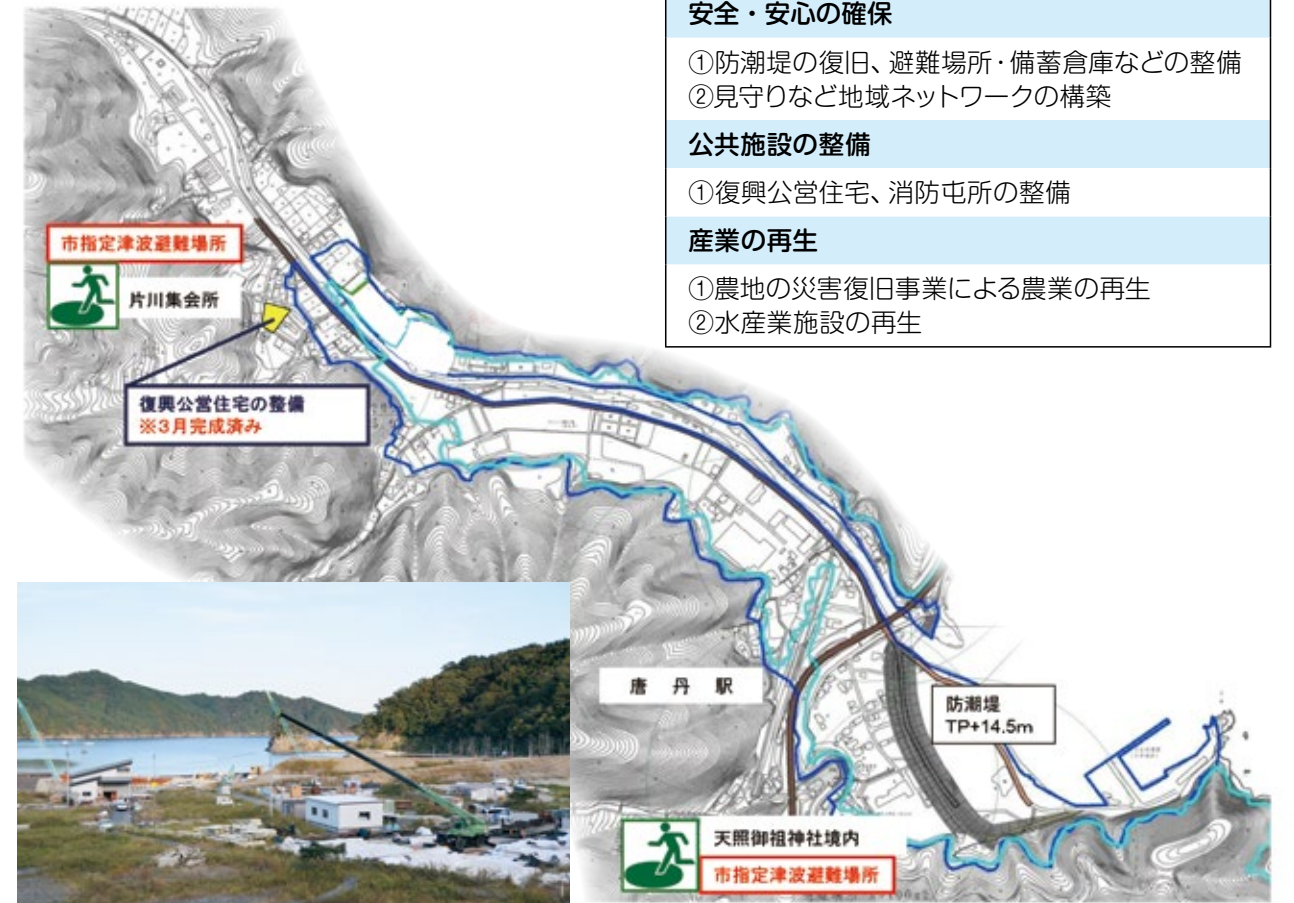 安全・安心の確保
①防潮堤の復旧、避難場所・備蓄倉庫などの整備
②見守りなど地域ネットワークの構築
公共施設の整備
①復興公営住宅、消防屯所の整備
産業の再生
①農地の災害復旧事業による農業の再生
②水産業施設の再生
市指定津波避難場所
片川集会所
復興公営住宅の整備
※3月完成済み
唐丹駅
防潮堤
TP+14.5m
天照御祖神社境内
市指定津波避難場所